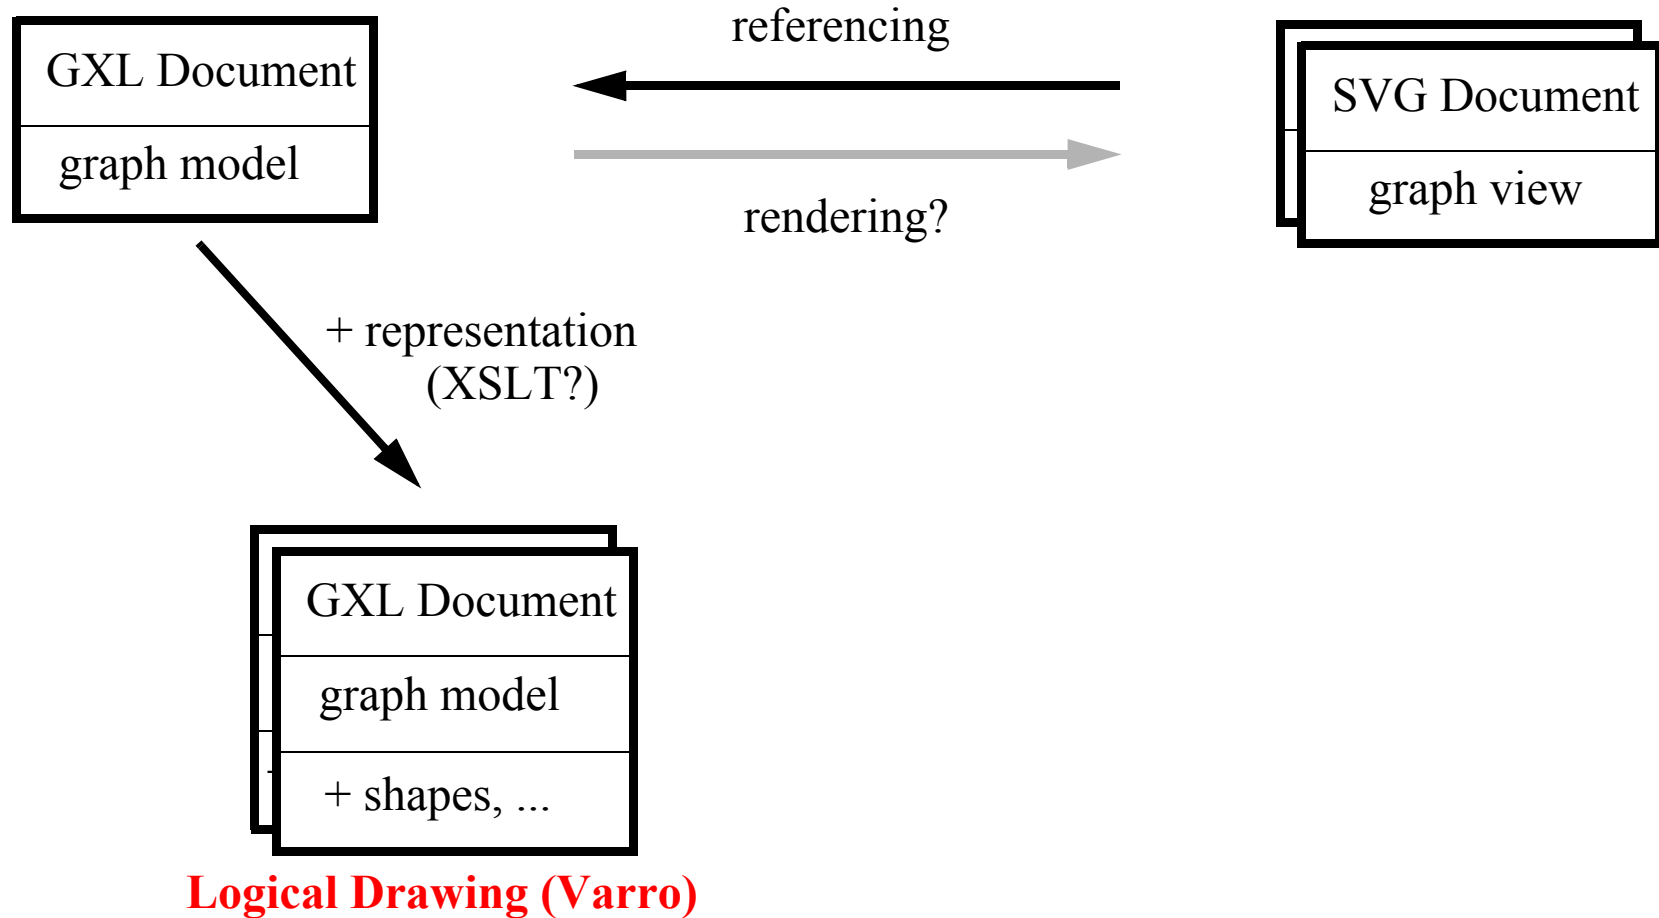 referencing
GXL Document
graph model
SVG Document
graph view
rendering?
+ representation
(XSLT?)
GXL Document
graph model
+ shapes, ...
Logical Drawing (Varro)